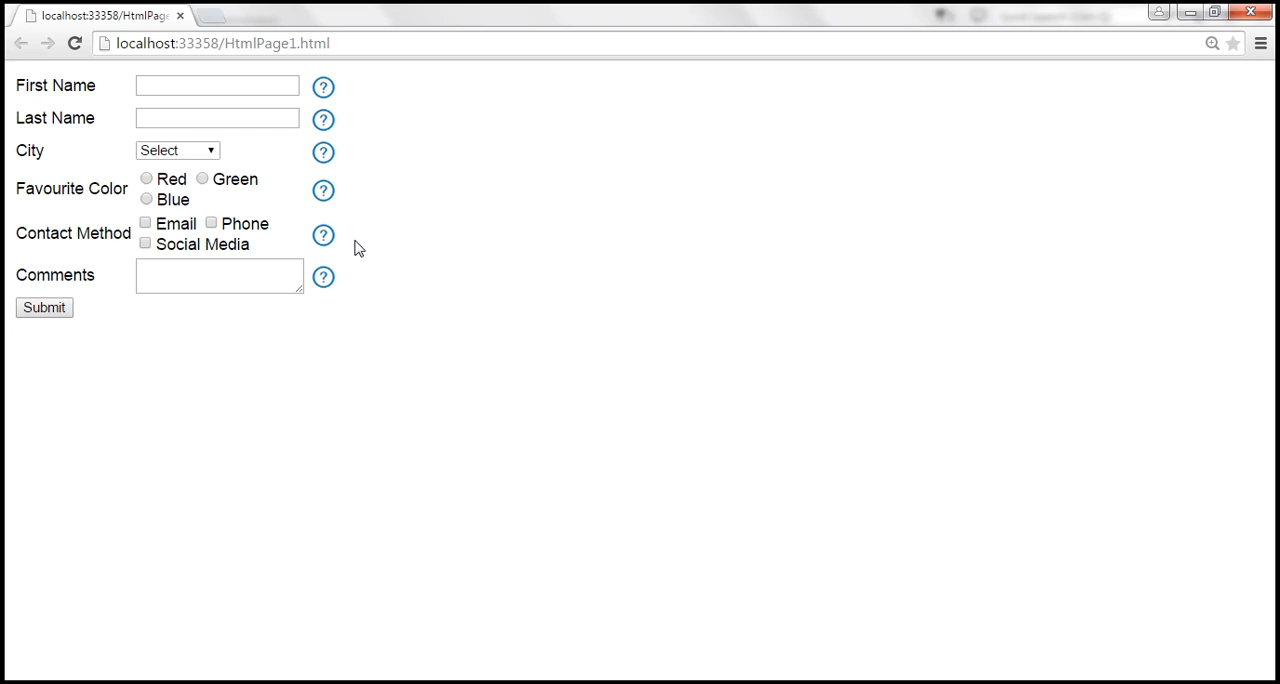 localhost:33358/HtmlPage
localhost:33358/HtmlPage1.html
First Name ?
Last Name ?
City Select ?
Favourite Color Red Green Blue ?
Contact Method Email Phone Social Media ?
Comments ?
Submit